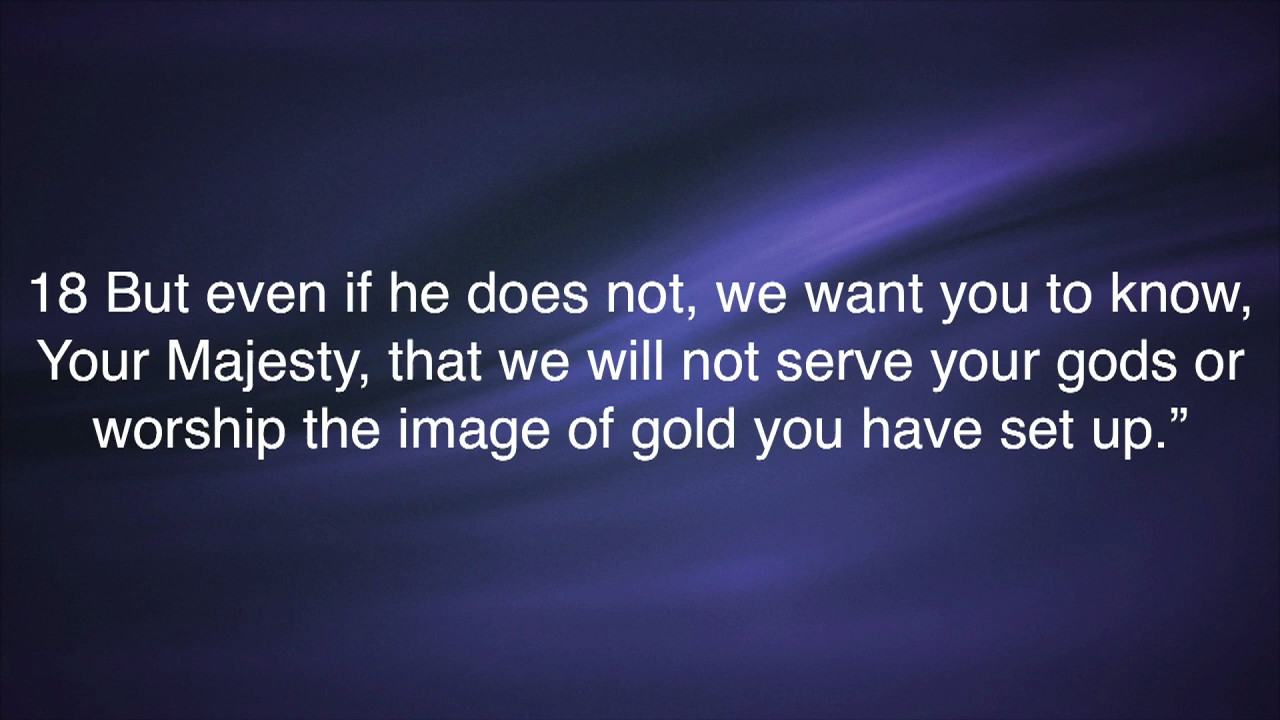 18 But even if he does not, we want you to know,
Your Majesty, that we will not serve your gods or
worship the image of gold you have set up.”